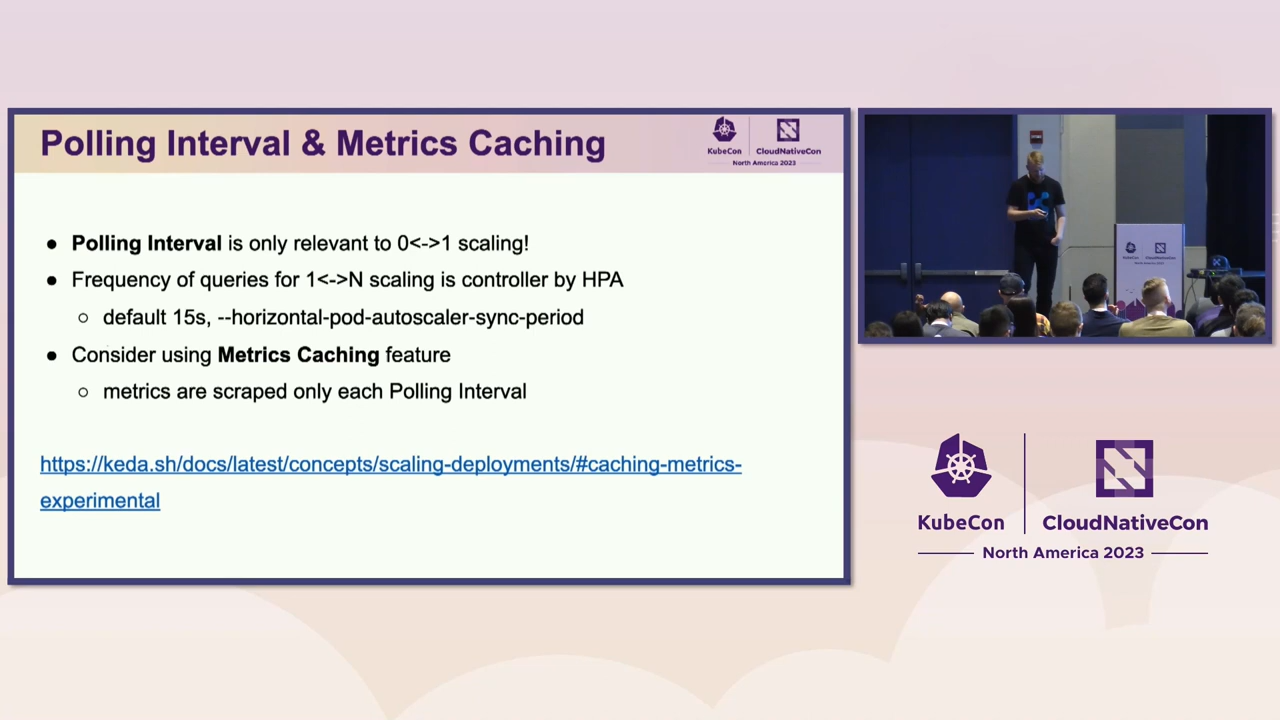 Polling Interval & Metrics Caching
KubeCon
CloudNativeCon
North America 2023
● Polling Interval is only relevant to 0<->1 scaling!
● Frequency of queries for 1<->N scaling is controller by HPA
○ default 15s, --horizontal-pod-autoscaler-sync-period
● Consider using Metrics Caching feature
○ metrics are scraped only each Polling Interval
https://keda.sh/docs/latest/concepts/scaling-deployments/#caching-metrics-
experimental
KubeCon
CloudNativeCon
North America 2023